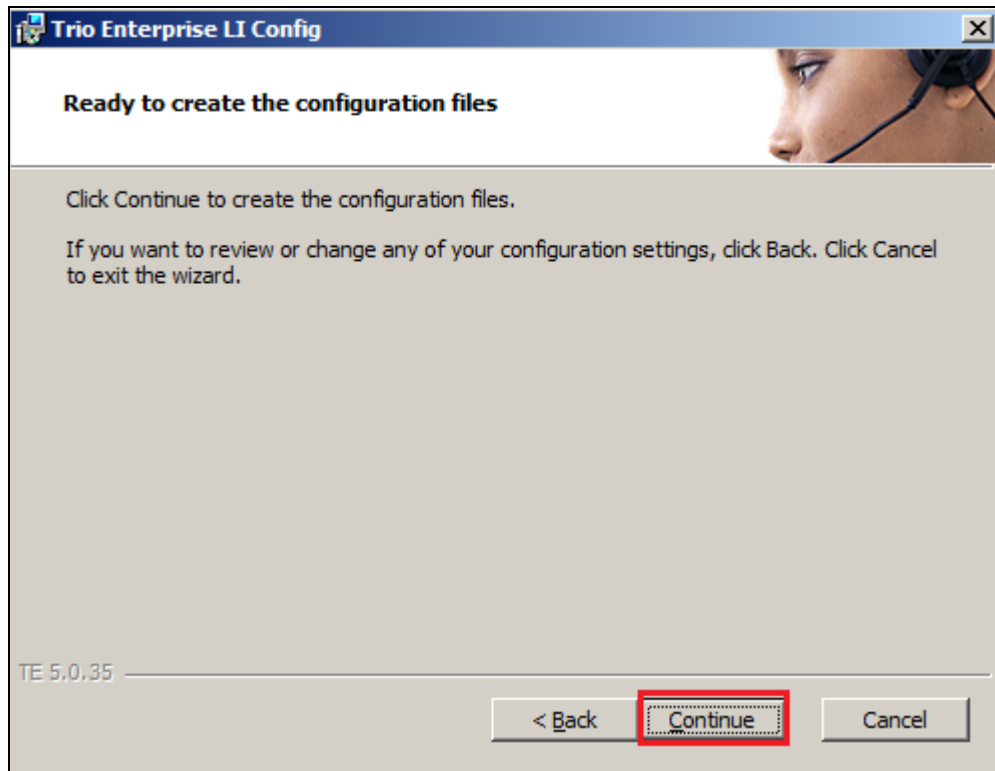 Trio Enterprise LI Config
Ready to create the configuration files
Click Continue to create the configuration files.
If you want to review or change any of your configuration settings, click Back. Click Cancel
to exit the wizard.
TE 5.0.35
< Back Continue Cancel